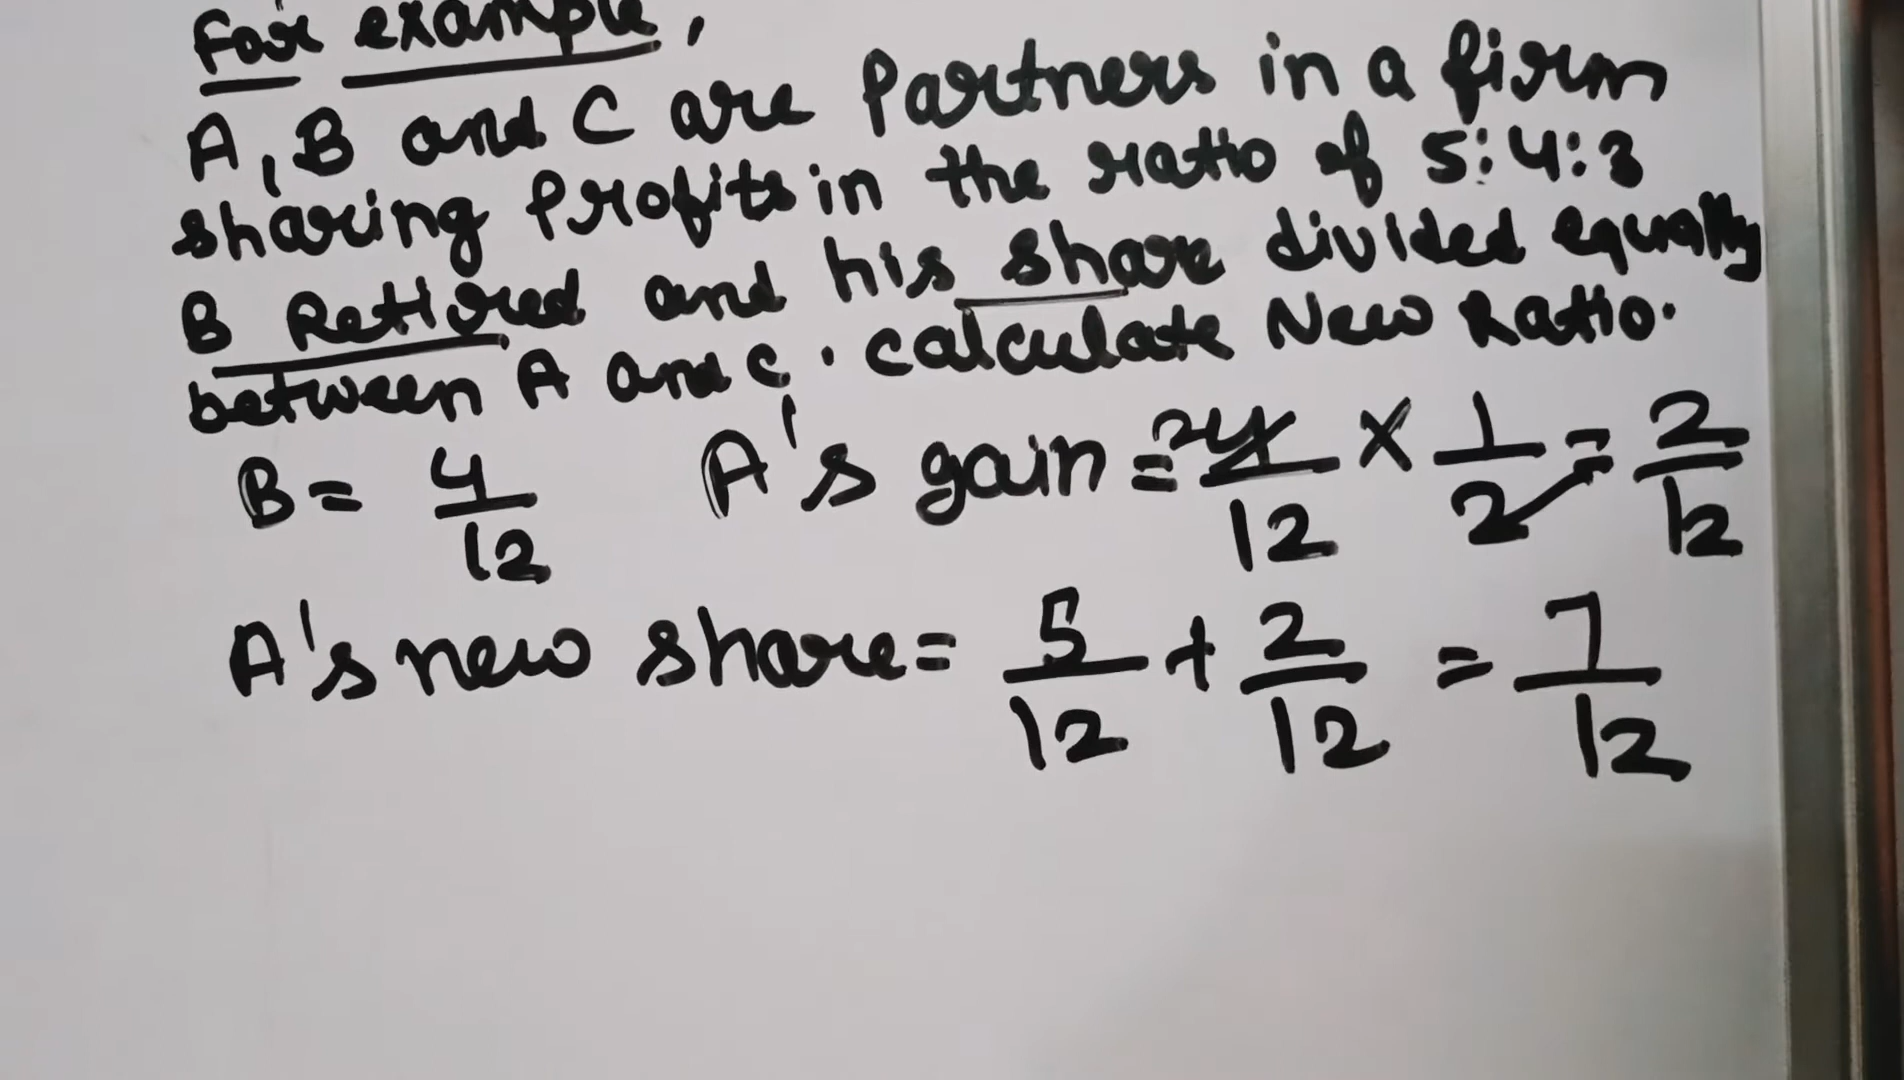 For example,
A, B and C are Partners in a firm
sharing Profits in the ratio of 5:4:3
B Retired and his share divided equally
between A and C. calculate New Ratio.
B = 4/12 A's gain = 2 4/12 × 1/2 = 2/12
A's new share = 5/12 + 2/12 = 7/12